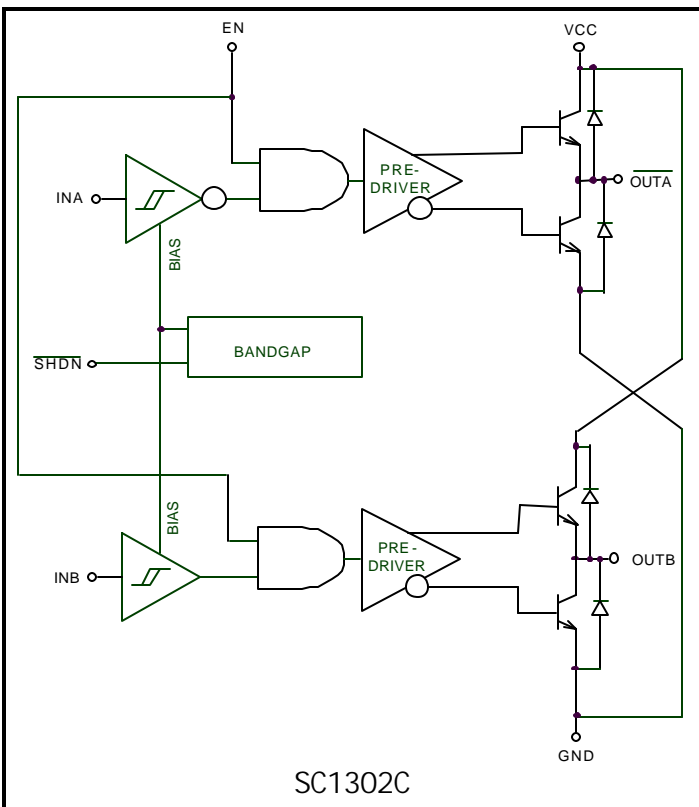 EN
VCC
PRE-
DRIVER
OUTA
INA
BIAS
BANDGAP
SHDN
BIAS
PRE-
DRIVER
OUTB
INB
GND
SC1302C